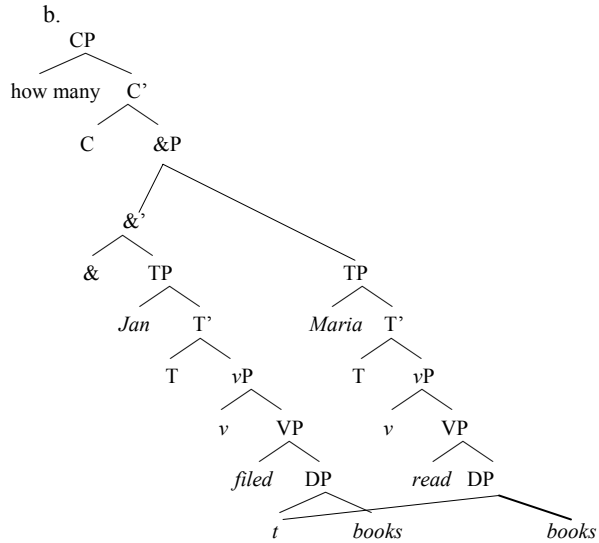 b.
CP
how many C’
C &P
&’
& TP TP
Jan T’ Maria T’
T vP T vP
v VP v VP
filed DP read DP
t books books